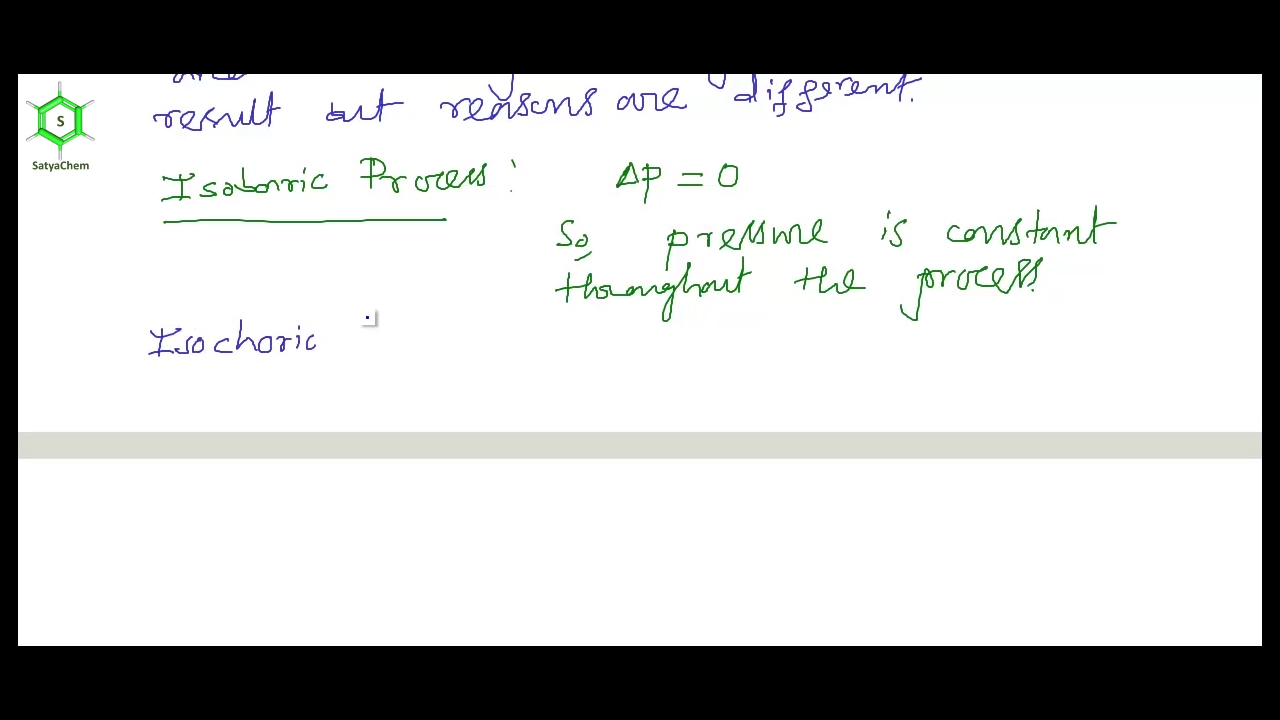 result but reasons are different.
S
SatyaChem
Isobaric Process: Δp = 0
So pressure is constant
throughout the process.
Isochoric